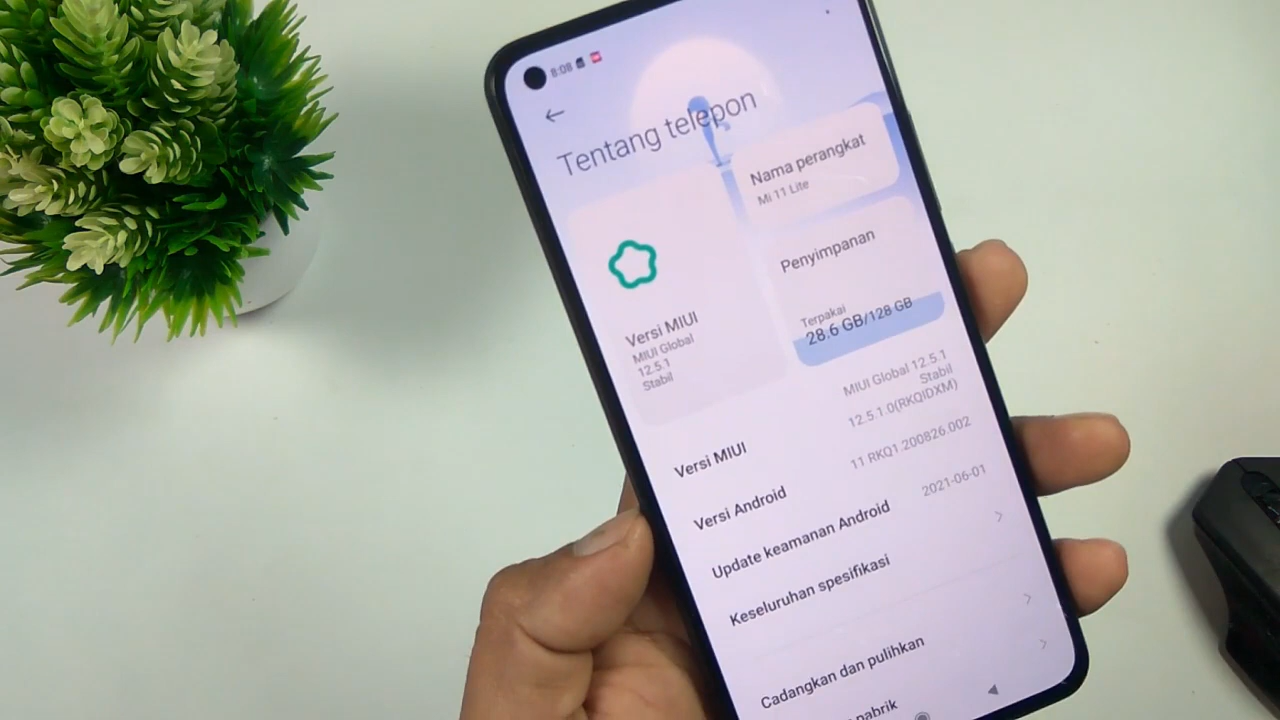 8:08
Tentang telepon
Nama perangkat
Mi 11 Lite
Versi MIUI
MIUI Global
12.5.1
Stabil
Penyimpanan
Terpakai
28.6 GB/128 GB
Versi MIUI
MIUI Global 12.5.1
Stabil
12.5.1.0(RKQIDXM)
Versi Android
11 RKQ1.200826.002
Update keamanan Android
2021-06-01
Keseluruhan spesifikasi
Cadangkan dan pulihkan
pabrik